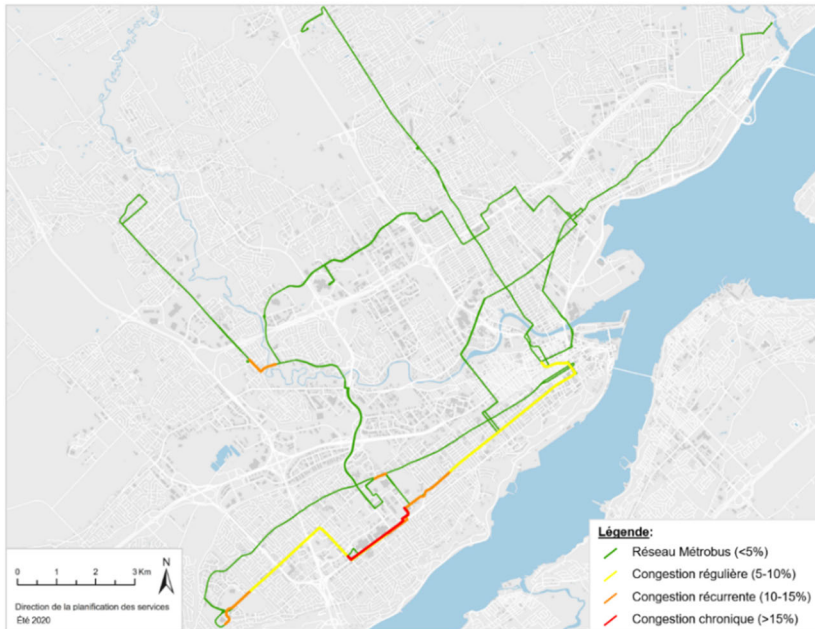 Légende:
Réseau Métrobus (<5%)
Congestion régulière (5-10%)
Congestion récurrente (10-15%)
Congestion chronique (>15%)
N
0 1 2 3 Km
Direction de la planification des services
Été 2020